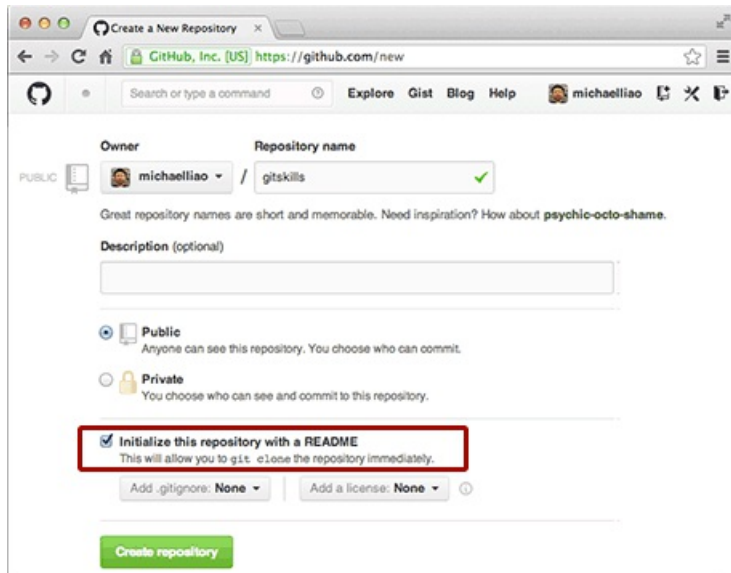 Create a New Repository
GitHub, Inc. [US] https://github.com/new
Search or type a command Explore Gist Blog Help michaelliao
Owner Repository name
PUBLIC michaelliao / gitskills
Great repository names are short and memorable. Need inspiration? How about psychic-octo-shame.
Description (optional)
Public
Anyone can see this repository. You choose who can commit.
Private
You choose who can see and commit to this repository.
Initialize this repository with a README
This will allow you to git clone the repository immediately.
Add .gitignore: None Add a license: None
Create repository